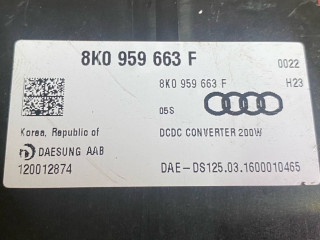 8K0 959 663 F
0022
8K0 959 663 F H23
05S
Korea, Republic of
DCDC CONVERTER 200W
DAESUNG AAB
120012874
DAE-DS125.03.1600010465